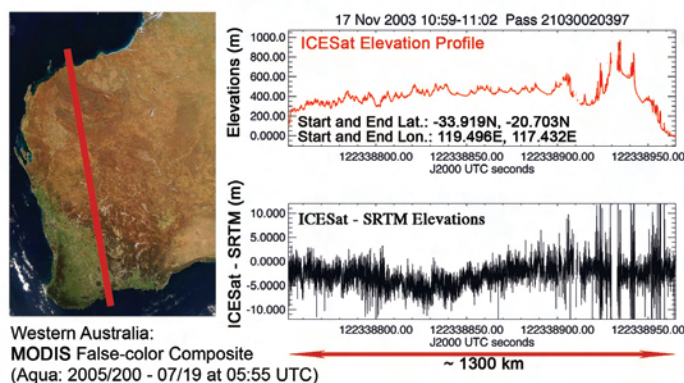 17 Nov 2003 10:59-11:02 Pass 21030020397
1000.0
800.00
600.00
400.00
200.00
0.0000
Elevations (m)
ICESat Elevation Profile
Start and End Lat.: -33.919N, -20.703N
Start and End Lon.: 119.496E, 117.432E
122338800.00 122338850.00 122338900.00 122338950.00
J2000 UTC seconds
10.000
5.0000
0.0000
-5.0000
-10.000
ICESat - SRTM (m)
ICESat - SRTM Elevations
122338800.00 122338850.00 122338900.00 122338950.00
J2000 UTC seconds
~ 1300 km
Western Australia:
MODIS False-color Composite
(Aqua: 2005/200 - 07/19 at 05:55 UTC)